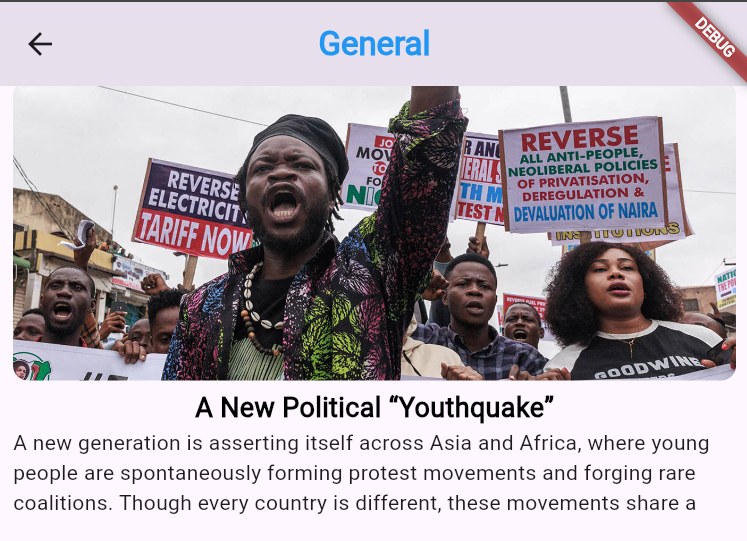 General
DEBUG
REVERSE
ELECTRICITY
TARIFF NOW
REVERSE
ALL ANTI-PEOPLE,
NEOLIBERAL POLICIES
OF PRIVATISATION,
DEREGULATION &
DEVALUATION OF NAIRA
INSTITUTIONS
GOODWINE
A New Political “Youthquake”
A new generation is asserting itself across Asia and Africa, where young
people are spontaneously forming protest movements and forging rare
coalitions. Though every country is different, these movements share a